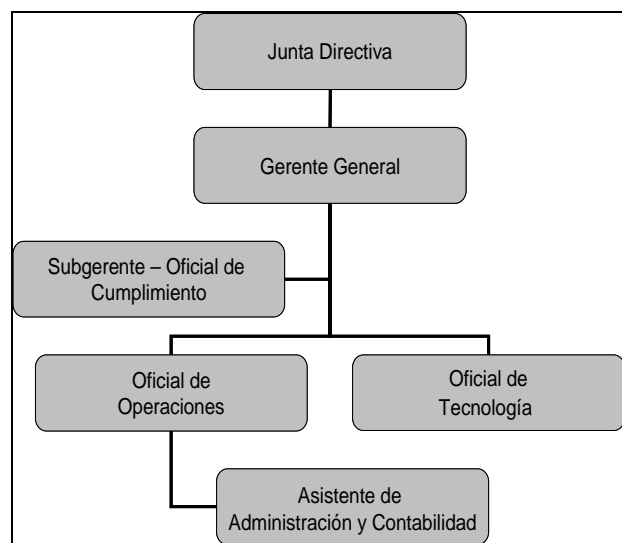 Junta Directiva
Gerente General
Subgerente – Oficial de
Cumplimiento
Oficial de
Operaciones
Oficial de
Tecnología
Asistente de
Administración y Contabilidad